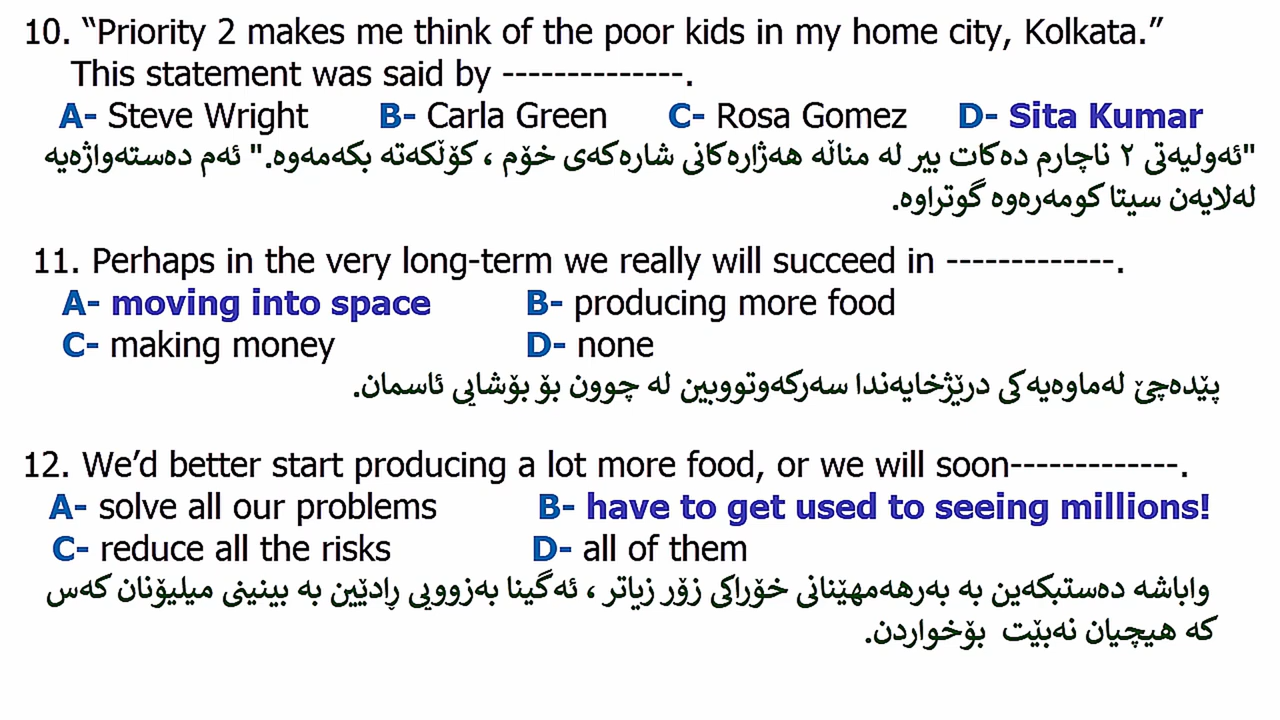 10. “Priority 2 makes me think of the poor kids in my home city, Kolkata.”
This statement was said by --------------.
A- Steve Wright B- Carla Green C- Rosa Gomez D- Sita Kumar
"ئەولیەتی ٢ ناچارم دەکات بیر لە مناڵە هەژارەکانی شارەکەی خۆم ، کۆڵکەتە بکەمەوە." ئەم دەستەواژەیە
لەلایەن سیتا کومەرەوە گوتراوە.
11. Perhaps in the very long-term we really will succeed in -------------.
A- moving into space B- producing more food
C- making money D- none
پێدەچێ لەماوەیەکی درێژخایەندا سەرکەوتووبین لە چوون بۆ بۆشایی ئاسمان.
12. We’d better start producing a lot more food, or we will soon-------------.
A- solve all our problems B- have to get used to seeing millions!
C- reduce all the risks D- all of them
واباشە دەستبکەین بە بەرهەمهێنانی خۆراکی زۆر زیاتر ، ئەگینا بەزوویی ڕادێین بە بینینی میلیۆنان کەس
کە هیچیان نەبێت بۆخواردن.